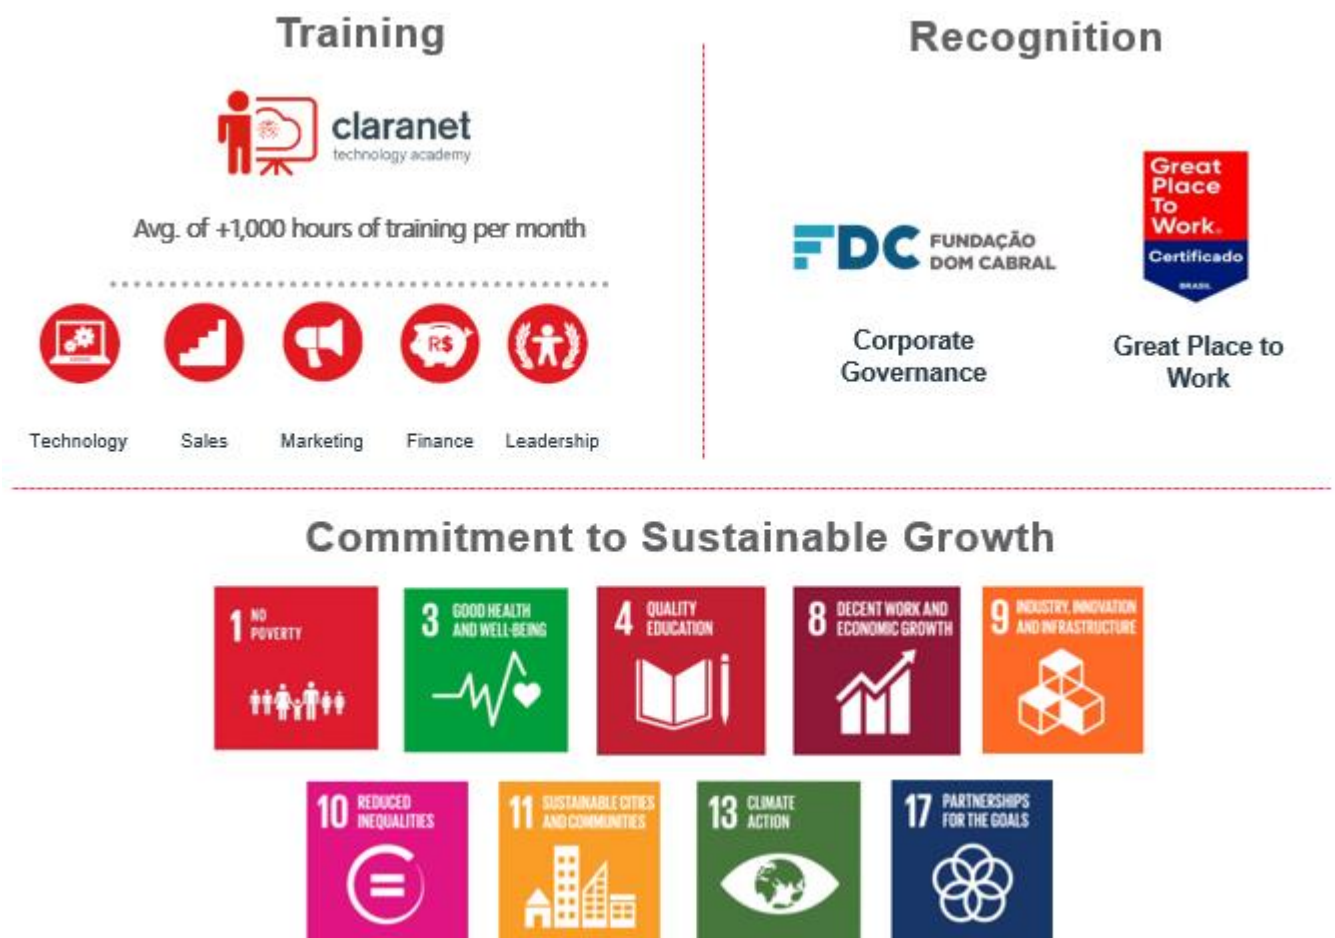 Training
claranet
technology academy
Avg. of +1,000 hours of training per month
R$
Technology
Sales
Marketing
Finance
Leadership
Recognition
FDC
FUNDAÇÃO
DOM CABRAL
Corporate
Governance
Great
Place
To
Work.
Certificado
BRASIL
Great Place to
Work
Commitment to Sustainable Growth
1 NO
POVERTY
3 GOOD HEALTH
AND WELL-BEING
4 QUALITY
EDUCATION
8 DECENT WORK AND
ECONOMIC GROWTH
9 INDUSTRY, INNOVATION
AND INFRASTRUCTURE
10 REDUCED
INEQUALITIES
11 SUSTAINABLE CITIES
AND COMMUNITIES
13 CLIMATE
ACTION
17 PARTNERSHIPS
FOR THE GOALS